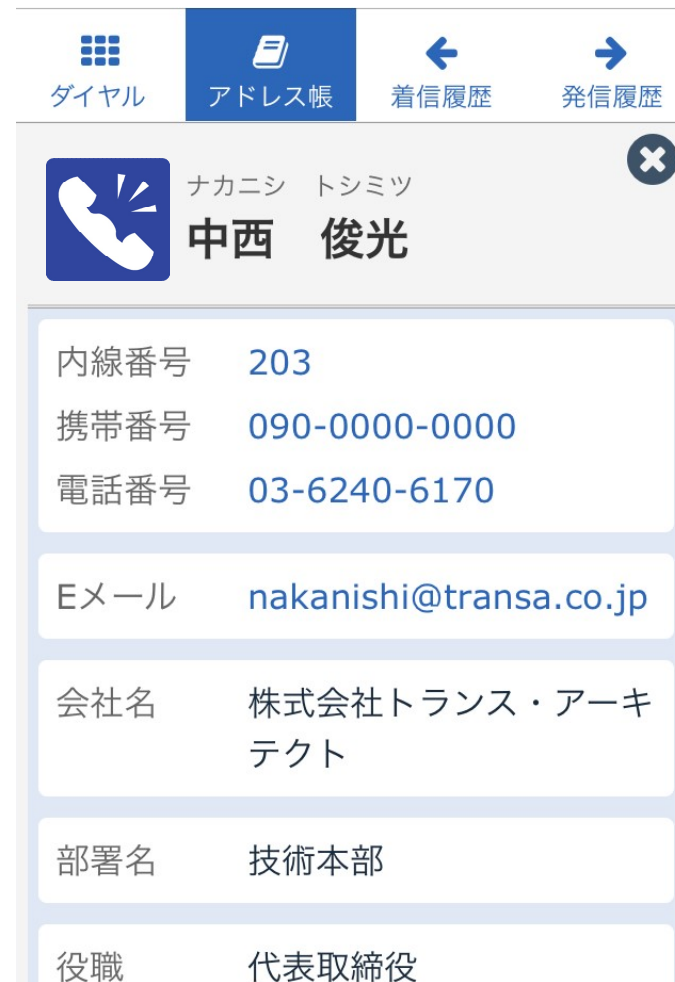 ダイヤル アドレス帳 着信履歴 発信履歴
ナカニシ　トシミツ
中西　俊光
内線番号 203
携帯番号 090-0000-0000
電話番号 03-6240-6170
Eメール nakanishi@transa.co.jp
会社名 株式会社トランス・アーキ
テクト
部署名 技術本部
役職 代表取締役